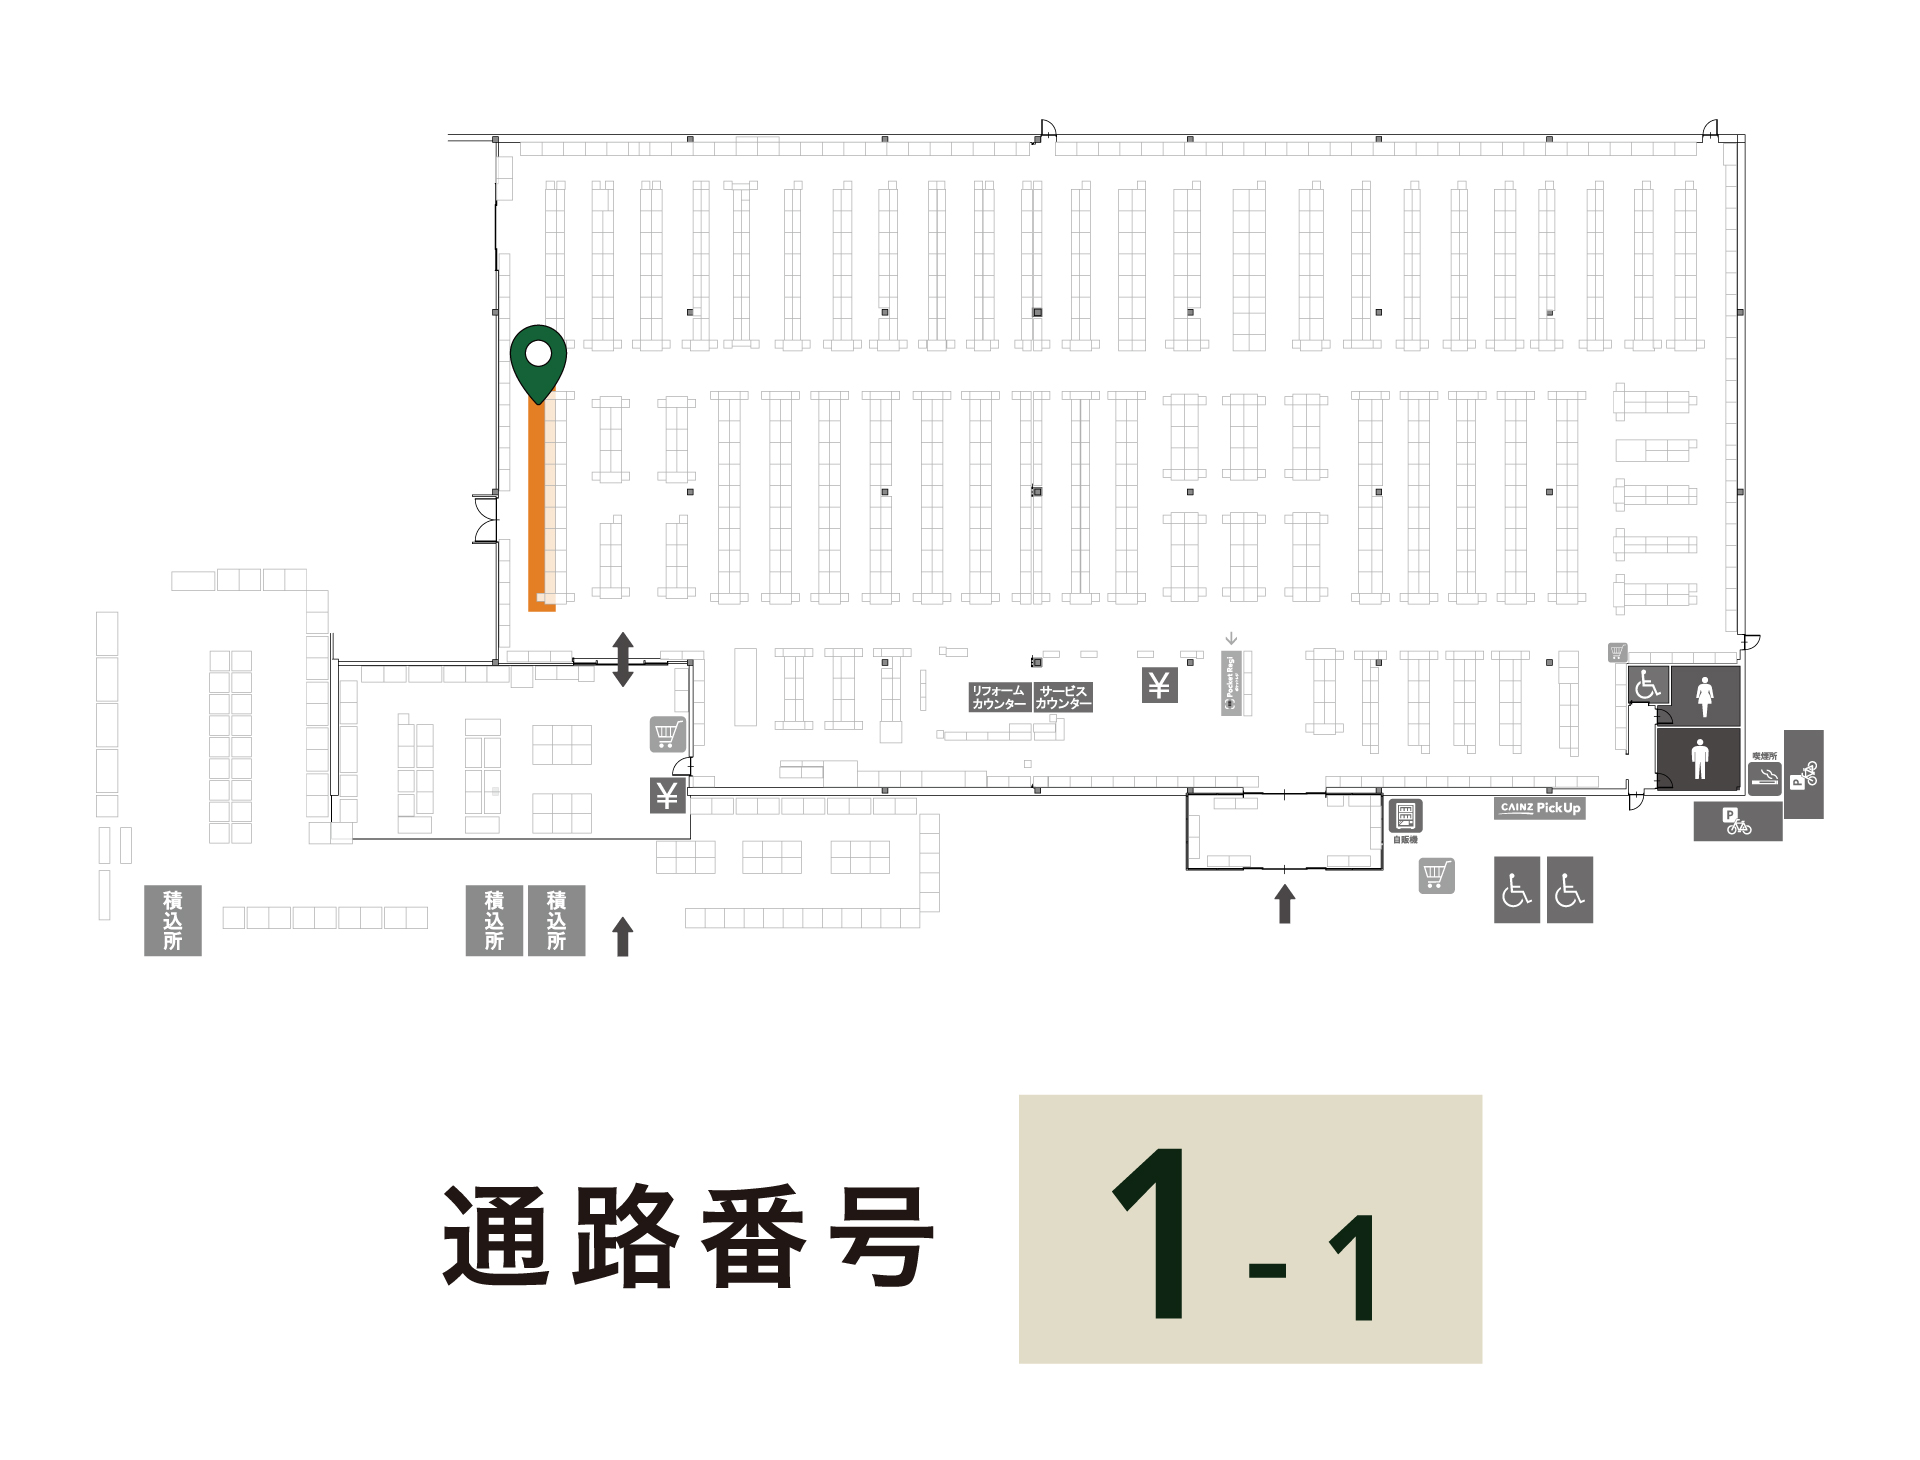 リフォーム
カウンター
サービス
カウンター
¥
Pocket Regi
¥
喫煙所
P
P
CAINZ PickUp
自販機
積込所
積込所
積込所
通路番号
1-1